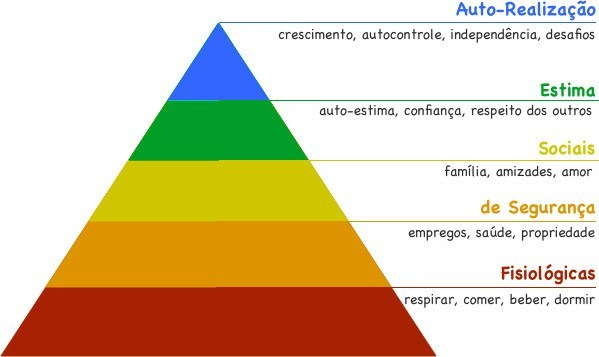 Auto-Realização
crescimento, autocontrole, independência, desafios
Estima
auto-estima, confiança, respeito dos outros
Sociais
família, amizades, amor
de Segurança
empregos, saúde, propriedade
Fisiológicas
respirar, comer, beber, dormir